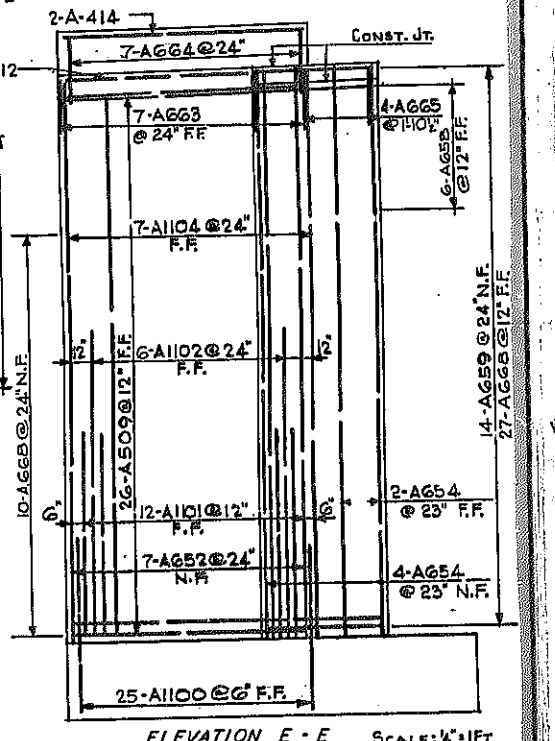 2-A-414
7-A664@24"
CONST. JT.
12
7-A663
@ 24" F.F.
4-A665
@1'-10½"
6-A658
@12" F.F.
7-A1104@24"
F.F.
10-A668@24" N.F.
26-A509@12" F.F.
14-A659@24" N.F.
27-A668@12" F.F.
12"
6-A1102@24"
F.F.
12"
6"
12-A1101@12"
F.F.
6"
2-A654
@ 23" F.F.
7-A652@24"
N.F.
4-A654
@ 23" N.F.
25-A1100@6" F.F.
ELEVATION E-E SCALE: ¼"=1FT